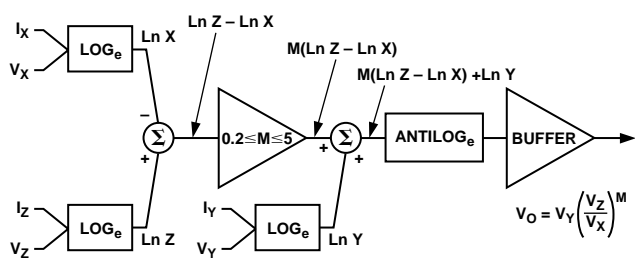 I_X
V_X
LOG_e
Ln X
Ln Z – Ln X
M(Ln Z – Ln X)
M(Ln Z – Ln X) +Ln Y
–
Σ
+
0.2≤M≤5
+
Σ
+
ANTILOG_e
BUFFER
I_Z
V_Z
LOG_e
Ln Z
I_Y
V_Y
LOG_e
Ln Y
V_O = V_Y(V_Z/V_X)^M